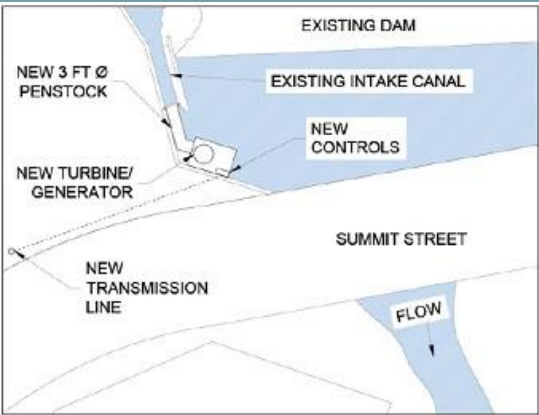 EXISTING DAM
NEW 3 FT Ø
PENSTOCK
EXISTING INTAKE CANAL
NEW
CONTROLS
NEW TURBINE/
GENERATOR
SUMMIT STREET
NEW
TRANSMISSION
LINE
FLOW